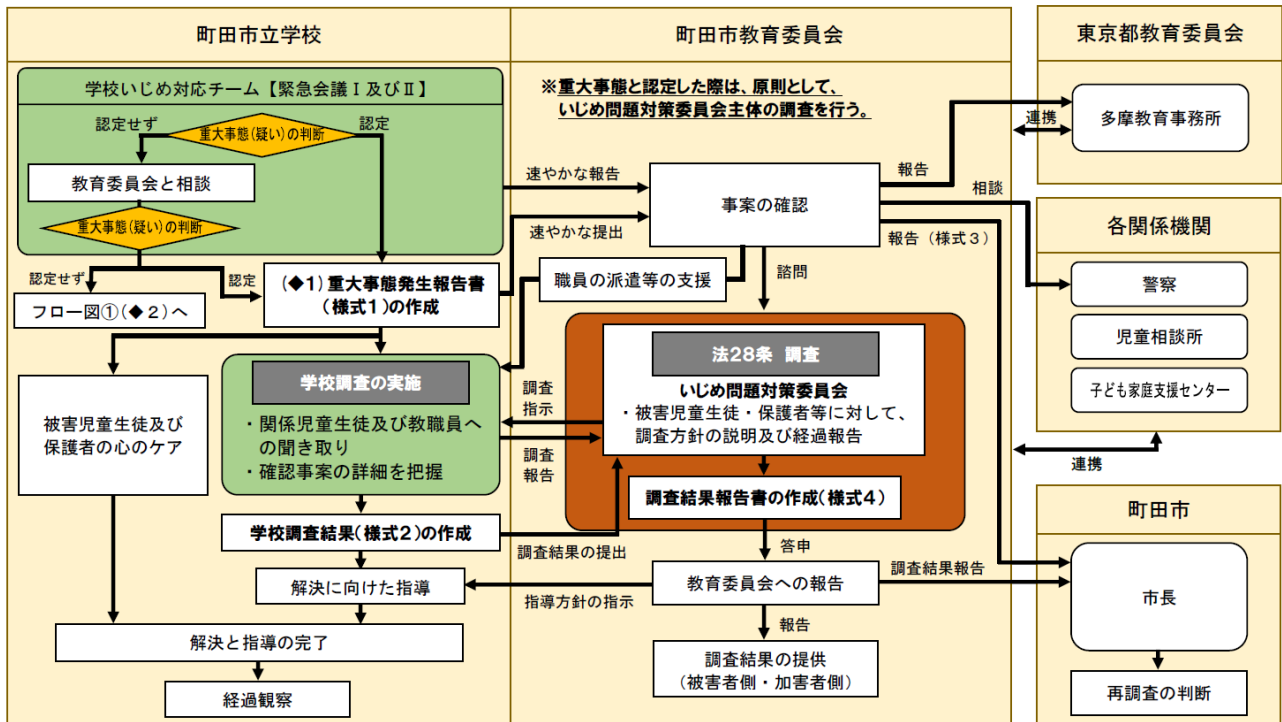 町田市立学校
学校いじめ対応チーム【緊急会議Ⅰ及びⅡ】
認定せず
重大事態(疑い)の判断
認定
教育委員会と相談
重大事態(疑い)の判断
認定せず
認定
フロー図①(◆2)へ
(◆1)重大事態発生報告書
(様式1)の作成
被害児童生徒及び
保護者の心のケア
学校調査の実施
・関係児童生徒及び教職員へ
の聞き取り
・確認事案の詳細を把握
学校調査結果(様式2)の作成
解決に向けた指導
解決と指導の完了
経過観察
町田市教育委員会
※重大事態と認定した際は、原則として、
いじめ問題対策委員会主体の調査を行う。
速やかな報告
速やかな提出
事案の確認
報告
相談
報告(様式3)
職員の派遣等の支援
諮問
法28条 調査
いじめ問題対策委員会
・被害児童生徒・保護者等に対して、
調査方針の説明及び経過報告
調査
指示
調査
報告
調査結果報告書の作成(様式4)
調査結果の提出
答申
教育委員会への報告
調査結果報告
指導方針の指示
報告
調査結果の提供
(被害者側・加害者側)
東京都教育委員会
連携
多摩教育事務所
各関係機関
警察
児童相談所
子ども家庭支援センター
連携
町田市
市長
再調査の判断